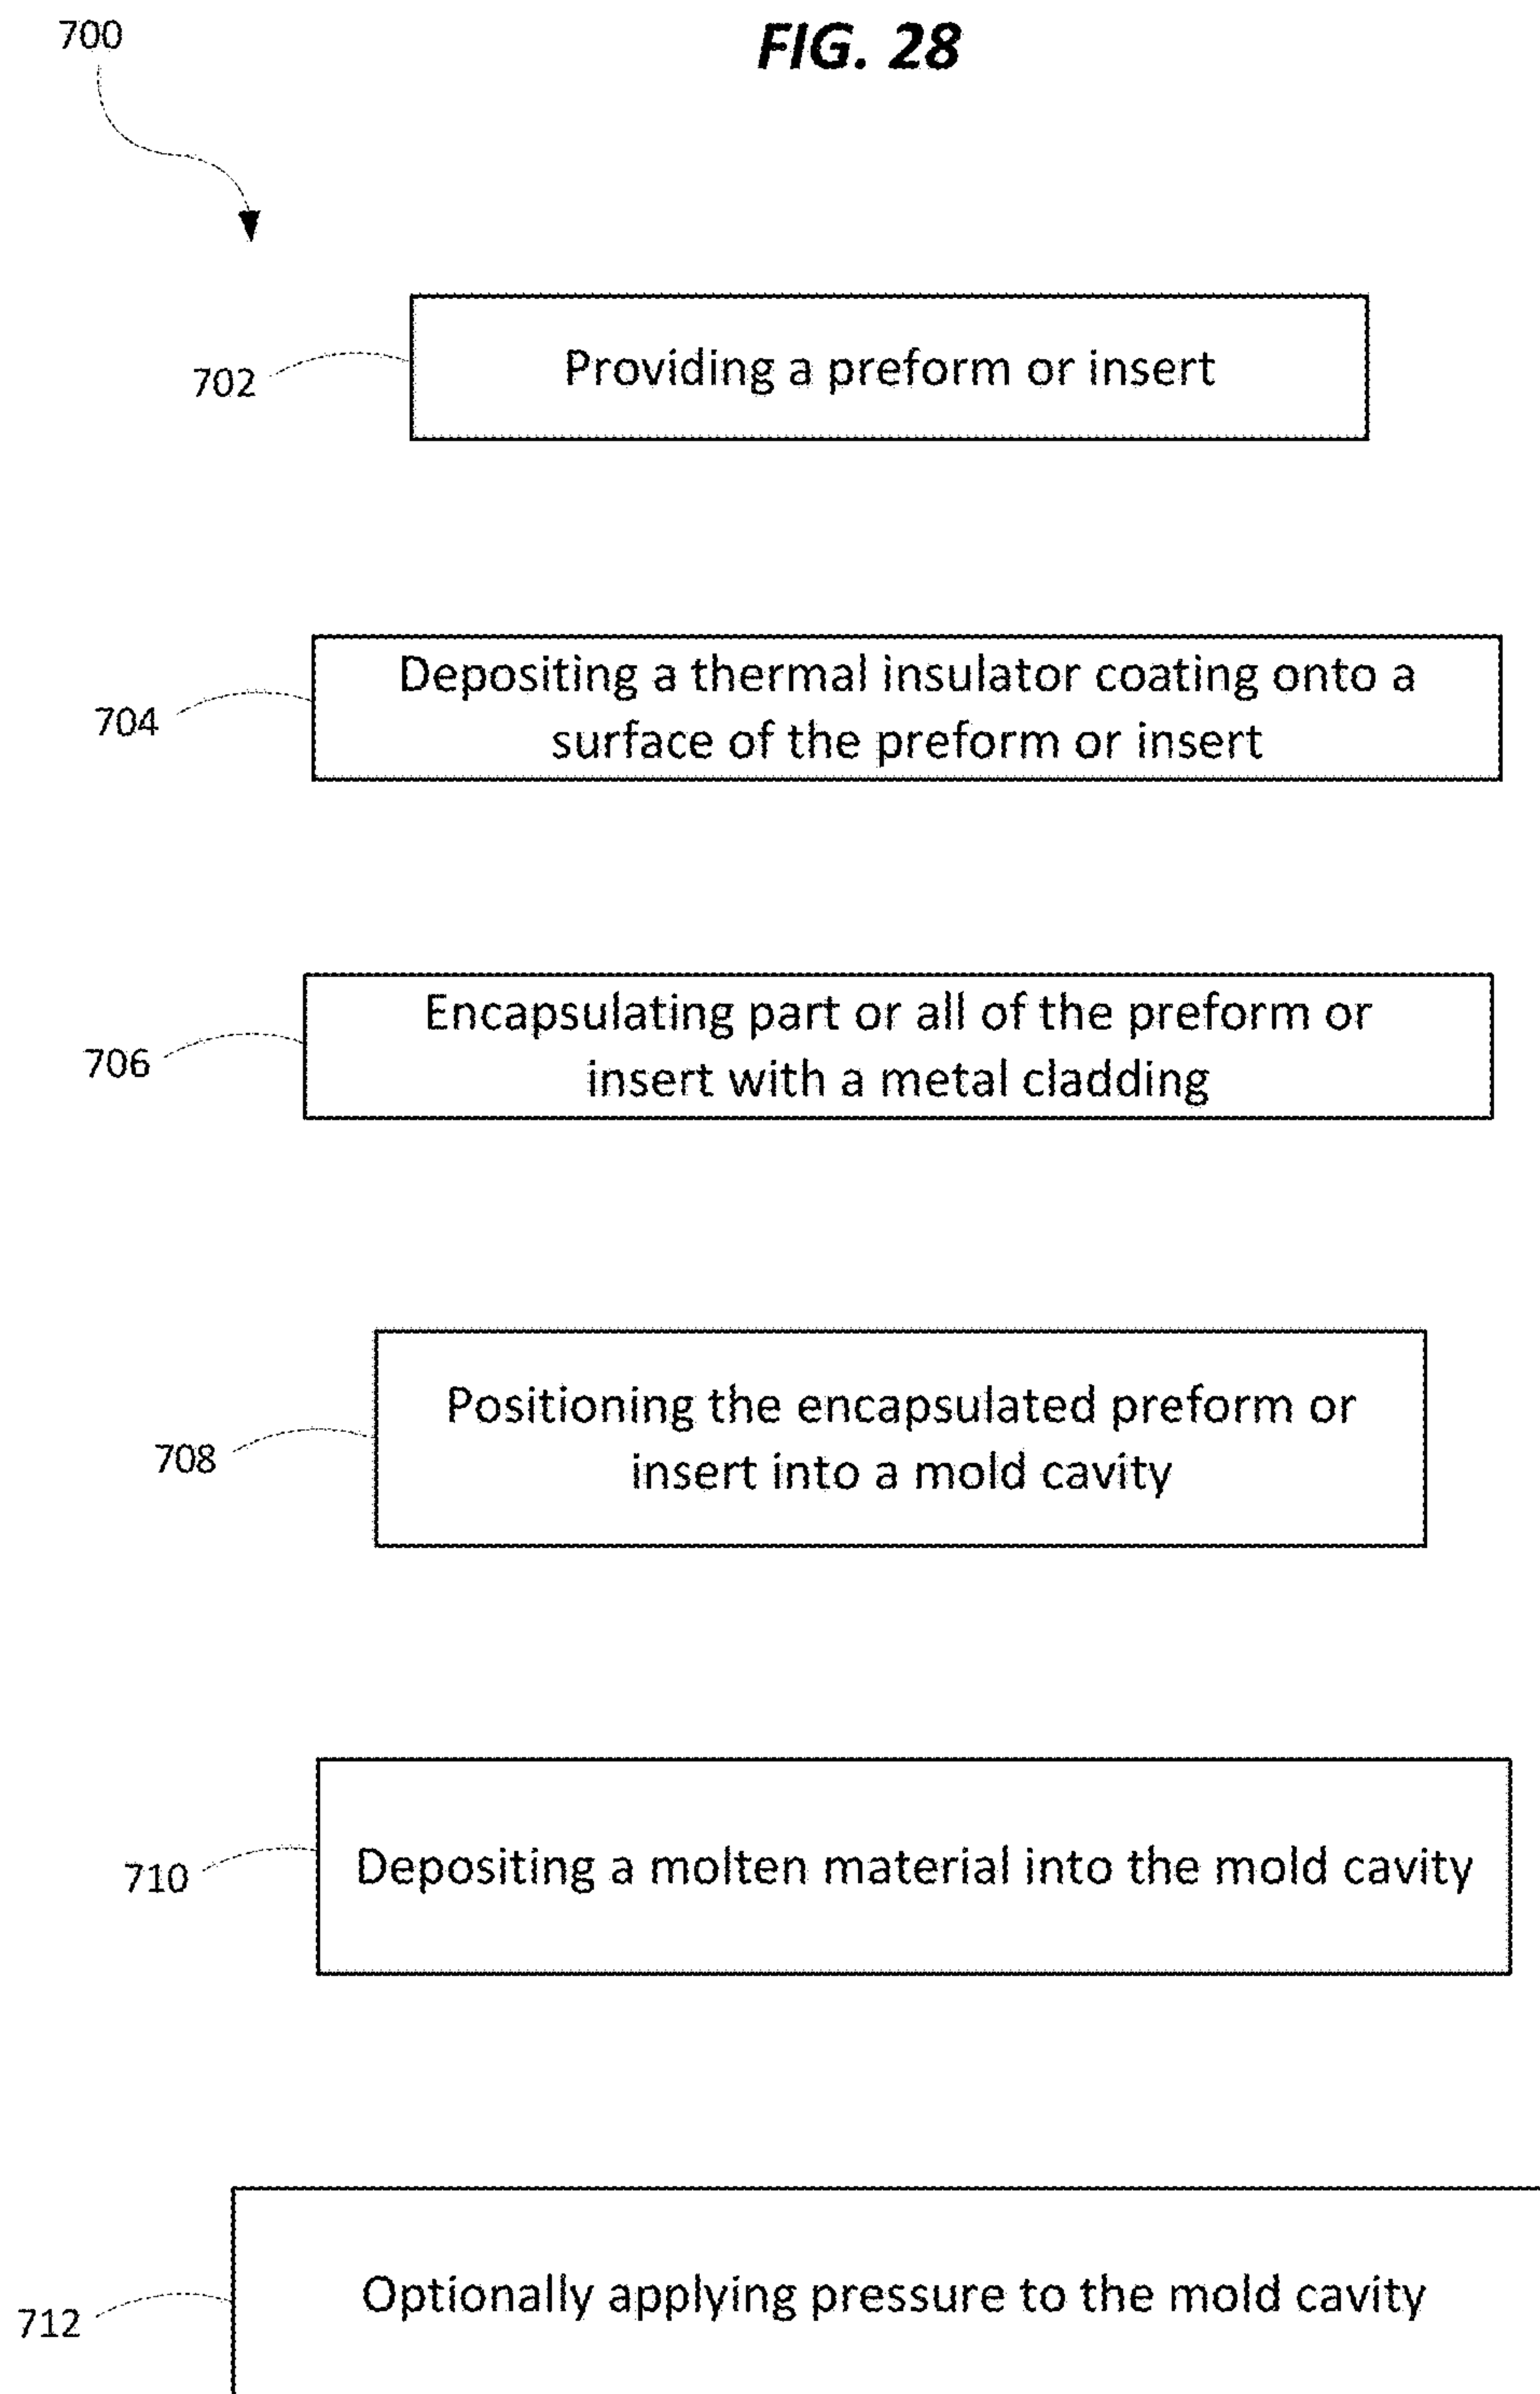 700
FIG. 28
702
Providing a preform or insert
704
Depositing a thermal insulator coating onto a
surface of the preform or insert
706
Encapsulating part or all of the preform or
insert with a metal cladding
708
Positioning the encapsulated preform or
insert into a mold cavity
710
Depositing a molten material into the mold cavity
712
Optionally applying pressure to the mold cavity